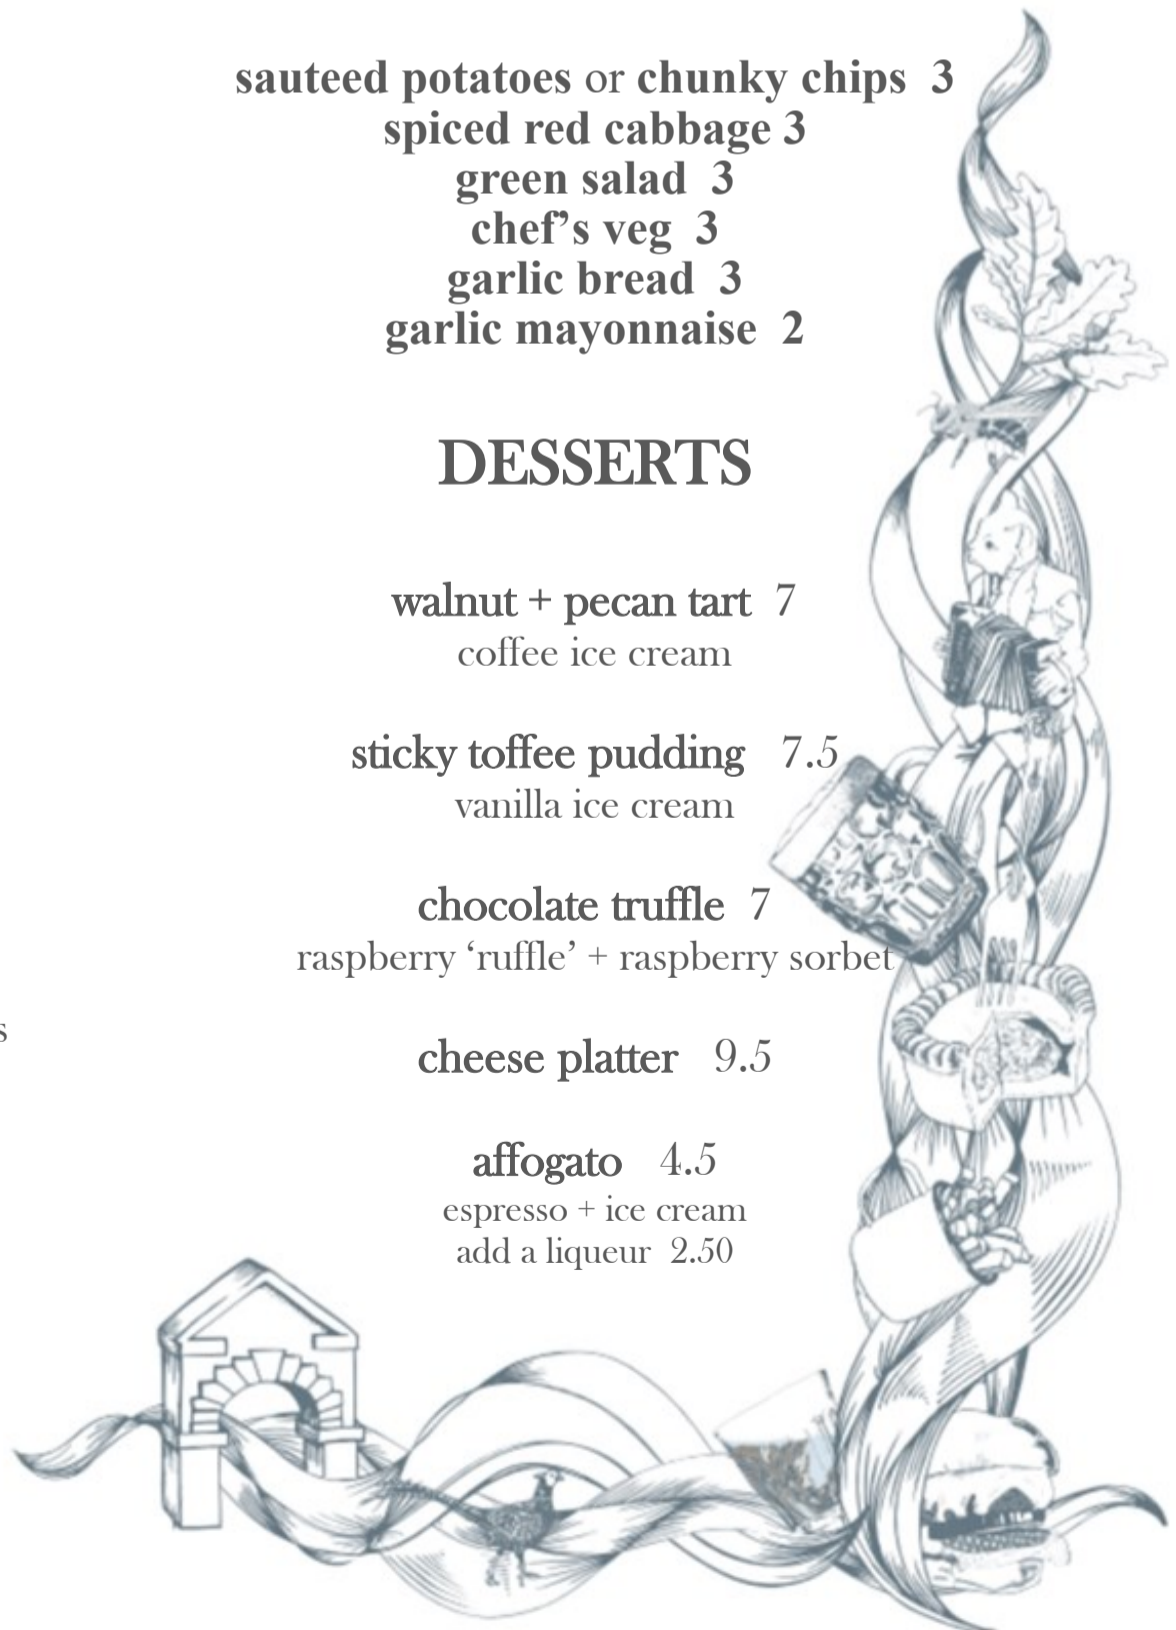 sauteed potatoes or chunky chips 3
spiced red cabbage 3
green salad 3
chef’s veg 3
garlic bread 3
garlic mayonnaise 2
DESSERTS
walnut + pecan tart 7
coffee ice cream
sticky toffee pudding 7.5
vanilla ice cream
chocolate truffle 7
raspberry ‘ruffle’ + raspberry sorbet
s
cheese platter 9.5
affogato 4.5
espresso + ice cream
add a liqueur 2.50